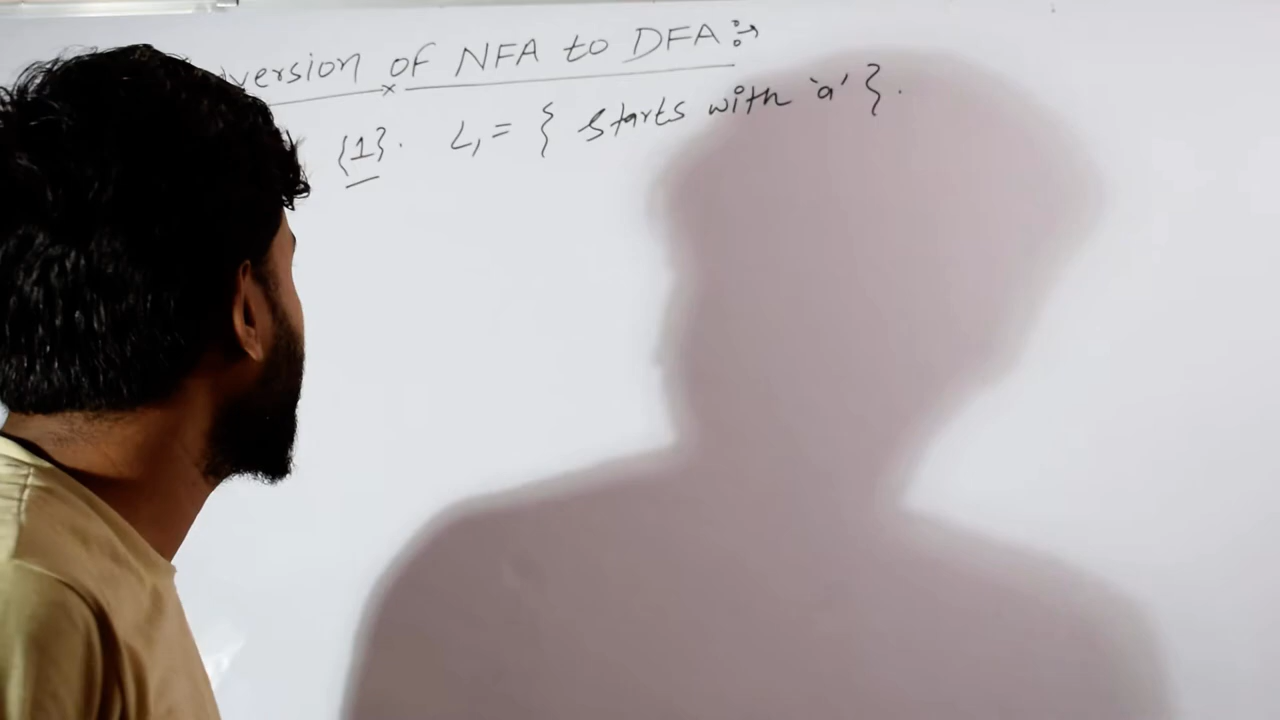 version of NFA to DFA :→
{1}. L₁ = { starts with 'a' }.